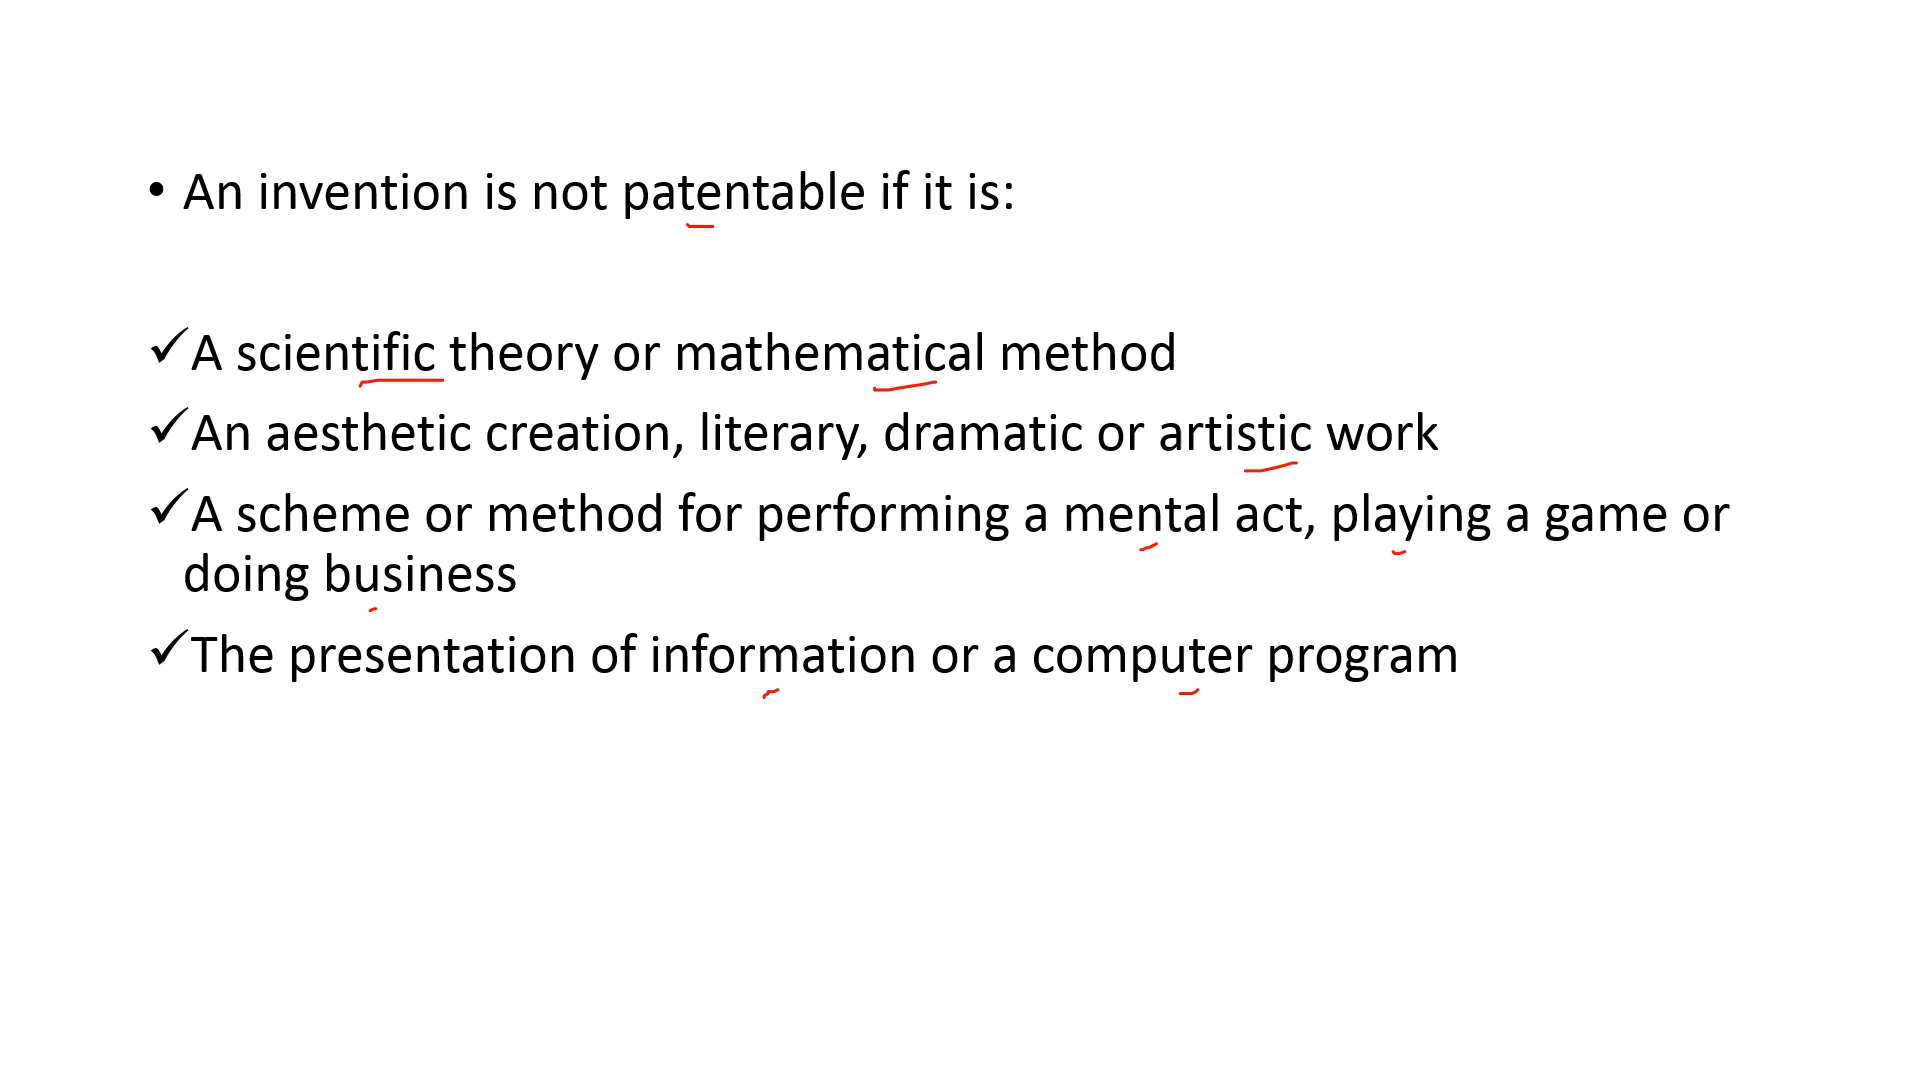 • An invention is not patentable if it is:
✓A scientific theory or mathematical method
✓An aesthetic creation, literary, dramatic or artistic work
✓A scheme or method for performing a mental act, playing a game or
doing business
✓The presentation of information or a computer program